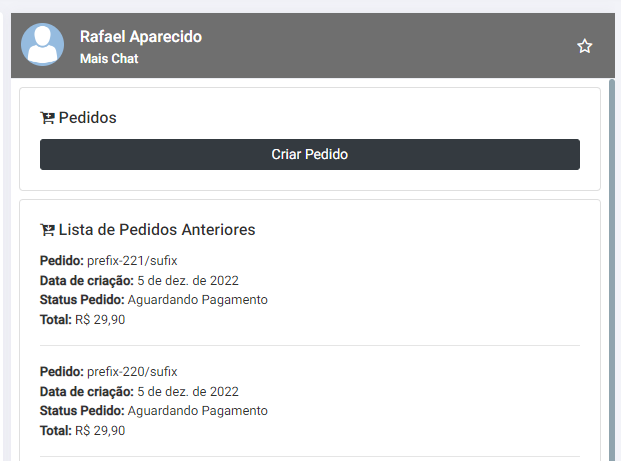 Rafael Aparecido
Mais Chat
Pedidos
Criar Pedido
Lista de Pedidos Anteriores
Pedido: prefix-221/sufix
Data de criação: 5 de dez. de 2022
Status Pedido: Aguardando Pagamento
Total: R$ 29,90
Pedido: prefix-220/sufix
Data de criação: 5 de dez. de 2022
Status Pedido: Aguardando Pagamento
Total: R$ 29,90